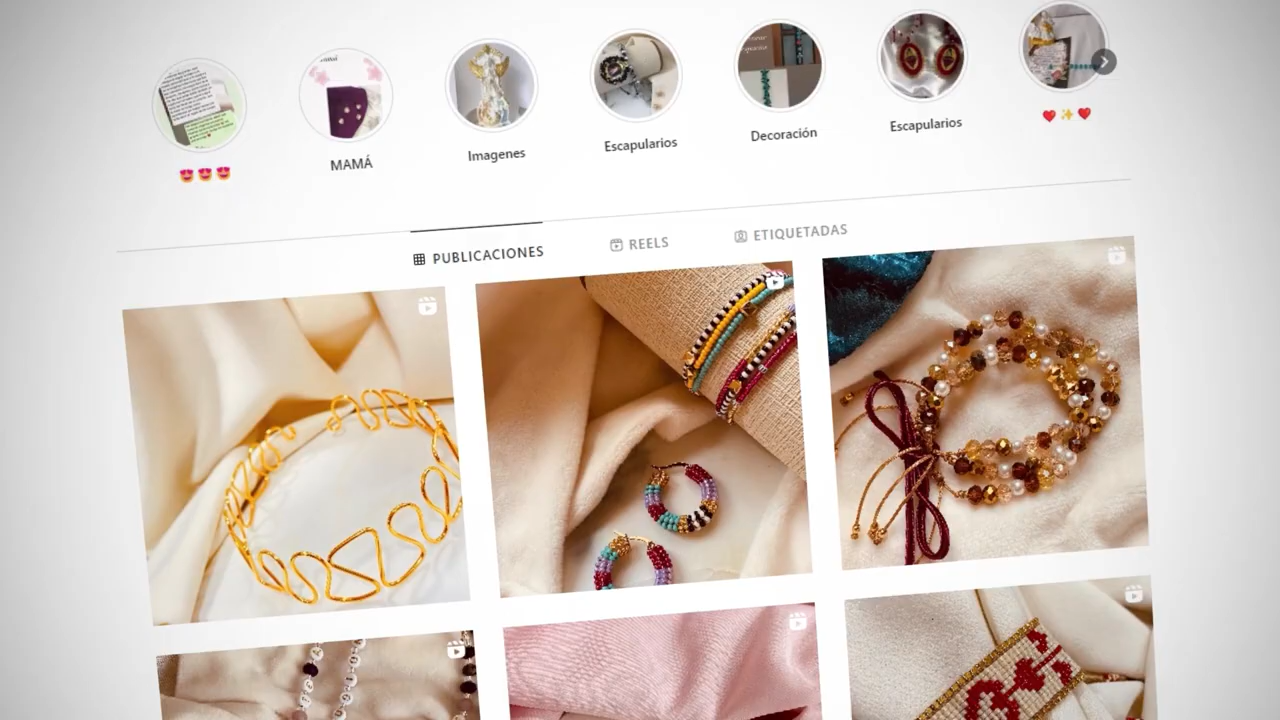 😍😍😍
MAMÁ
Imagenes
Escapularios
Decoración
Escapularios
❤️✨❤️
PUBLICACIONES
REELS
ETIQUETADAS